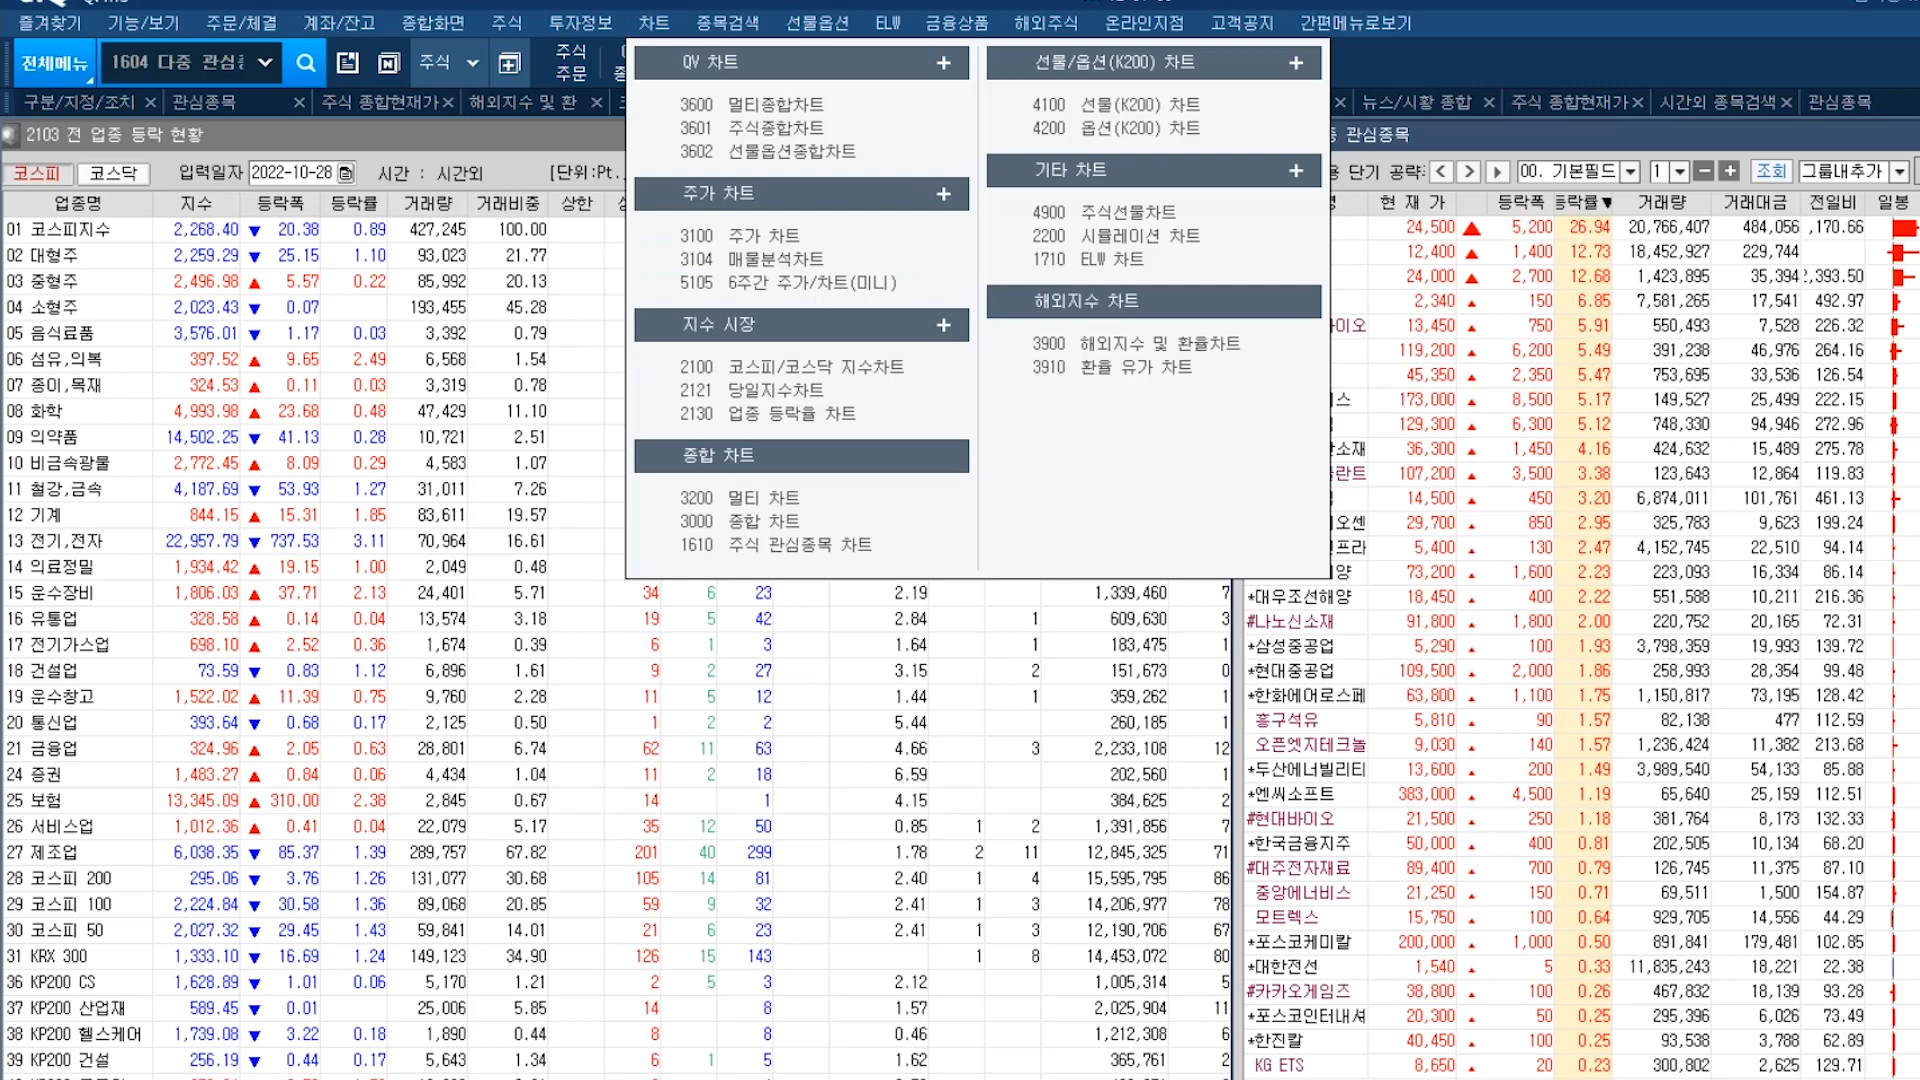 즐겨찾기 기능/보기 주문/체결 계좌/잔고 종합화면 주식 투자정보 차트 종목검색 선물옵션 ELW 금융상품 해외주식 온라인지점 고객공지 간편메뉴로보기
전체메뉴 1604 다중 관심종 주식 주식 주문
구분/지정/조치 관심종목 주식 종합현재가 해외지수 및 환 뉴스/시황 종합 주식 종합현재가 시간외 종목검색 관심종목
2103 전 업종 등락 현황
관심종목
코스피 코스닥 입력일자 2022-10-28 시간 : 시간외 [단위:Pt.
단기 공략 00. 기본필드 1 조회 그룹내추가
QV 차트 +
3600 멀티종합차트
3601 주식종합차트
3602 선물옵션종합차트
주가 차트 +
3100 주가 차트
3104 매물분석차트
5105 6주간 주가/차트(미니)
지수 시장 +
2100 코스피/코스닥 지수차트
2121 당일지수차트
2130 업종 등락율 차트
종합 차트
3200 멀티 차트
3000 종합 차트
1610 주식 관심종목 차트
선물/옵션(K200) 차트 +
4100 선물(K200) 차트
4200 옵션(K200) 차트
기타 차트 +
4900 주식선물차트
2200 시뮬레이션 차트
1710 ELW 차트
해외지수 차트
3900 해외지수 및 환율차트
3910 환율 유가 차트
업종명 지수 등락폭 등락률 거래량 거래비중 상한
01 코스피지수 2,268.40 ▼ 20.38 0.89 427,245 100.00
02 대형주 2,259.29 ▼ 25.15 1.10 93,023 21.77
03 중형주 2,496.98 ▲ 5.57 0.22 85,992 20.13
04 소형주 2,023.43 ▼ 0.07 193,455 45.28
05 음식료품 3,576.01 ▼ 1.17 0.03 3,392 0.79
06 섬유,의복 397.52 ▲ 9.65 2.49 6,568 1.54
07 종이,목재 324.53 ▲ 0.11 0.03 3,319 0.78
08 화학 4,993.98 ▲ 23.68 0.48 47,429 11.10
09 의약품 14,502.25 ▼ 41.13 0.28 10,721 2.51
10 비금속광물 2,772.45 ▲ 8.09 0.29 4,583 1.07
11 철강,금속 4,187.69 ▼ 53.93 1.27 31,011 7.26
12 기계 844.15 ▲ 15.31 1.85 83,611 19.57
13 전기,전자 22,957.79 ▼ 737.53 3.11 70,964 16.61
14 의료정밀 1,934.42 ▲ 19.15 1.00 2,049 0.48
15 운수장비 1,806.03 ▲ 37.71 2.13 24,401 5.71 34 6 23 2.19 1,339,460 7
16 유통업 328.58 ▲ 0.14 0.04 13,574 3.18 19 5 42 2.84 1 609,630 3
17 전기가스업 698.10 ▲ 2.52 0.36 1,674 0.39 6 1 3 1.64 1 183,475 1
18 건설업 73.59 ▼ 0.83 1.12 6,896 1.61 9 2 27 3.15 2 151,673 0
19 운수창고 1,522.02 ▲ 11.39 0.75 9,760 2.28 11 5 12 1.44 1 359,262 1
20 통신업 393.64 ▼ 0.68 0.17 2,125 0.50 1 2 2 5.44 260,185 1
21 금융업 324.96 ▲ 2.05 0.63 28,801 6.74 62 11 63 4.66 3 2,233,108 12
24 증권 1,483.27 ▲ 0.84 0.06 4,434 1.04 11 2 18 6.59 202,560 1
25 보험 13,345.09 ▲ 310.00 2.38 2,845 0.67 14 1 4.15 384,625 2
26 서비스업 1,012.36 ▲ 0.41 0.04 22,079 5.17 35 12 50 0.85 1 2 1,391,856 7
27 제조업 6,038.35 ▼ 85.37 1.39 289,757 67.82 201 40 299 1.78 2 11 12,845,325 71
28 코스피 200 295.06 ▼ 3.76 1.26 131,077 30.68 105 14 81 2.40 1 4 15,595,795 86
29 코스피 100 2,224.84 ▼ 30.58 1.36 89,068 20.85 59 9 32 2.41 1 3 14,206,977 78
30 코스피 50 2,027.32 ▼ 29.45 1.43 59,841 14.01 21 6 23 2.41 1 3 12,190,706 67
31 KRX 300 1,333.10 ▼ 16.69 1.24 149,123 34.90 126 15 143 1 8 14,453,072 80
36 KP200 CS 1,628.89 ▼ 1.01 0.06 5,170 1.21 2 5 3 2.12 1,005,314 5
37 KP200 산업재 589.45 ▼ 0.01 25,006 5.85 14 8 1.57 2,025,904 11
38 KP200 헬스케어 1,739.08 ▼ 3.22 0.18 1,890 0.44 8 8 0.46 1,212,308 6
39 KP200 건설 256.19 ▼ 0.44 0.17 5,643 1.34 6 1 5 1.62 365,761 2
현 재 가 등락폭 등락률▼ 거래량 거래대금 전일비 일봉
24,500 ▲ 5,200 26.94 20,766,407 484,056 ,170.66
12,400 ▲ 1,400 12.73 18,452,927 229,744
24,000 ▲ 2,700 12.68 1,423,895 35,394 ,393.50
2,340 ▲ 150 6.85 7,581,265 17,541 492.97
바이오 13,450 ▲ 750 5.91 550,493 7,528 226.32
119,200 ▲ 6,200 5.49 391,238 46,976 264.16
45,350 ▲ 2,350 5.47 753,695 33,536 126.54
스 173,000 ▲ 8,500 5.17 149,527 25,499 222.15
129,300 ▲ 6,300 5.12 748,330 94,946 272.96
소재 36,300 ▲ 1,450 4.16 424,632 15,489 275.78
플란트 107,200 ▲ 3,500 3.38 123,643 12,864 119.83
14,500 ▲ 450 3.20 6,874,011 101,761 461.13
오센 29,700 ▲ 850 2.95 325,783 9,623 199.24
프라 5,400 ▲ 130 2.47 4,152,745 22,510 94.14
양 73,200 ▲ 1,600 2.23 223,093 16,334 86.14
*대우조선해양 18,450 ▲ 400 2.22 551,588 10,211 216.36
#나노신소재 91,800 ▲ 1,800 2.00 220,752 20,165 72.31
*삼성중공업 5,290 ▲ 100 1.93 3,798,359 19,993 139.72
*현대중공업 109,500 ▲ 2,000 1.86 258,993 28,354 99.48
*한화에어로스페 63,800 ▲ 1,100 1.75 1,150,817 73,195 128.42
흥구석유 5,810 ▲ 90 1.57 82,138 477 112.59
오픈엣지테크놀 9,030 ▲ 140 1.57 1,236,424 11,382 213.68
*두산에너빌리티 13,600 ▲ 200 1.49 3,989,540 54,133 85.88
*엔씨소프트 383,000 ▲ 4,500 1.19 65,640 25,159 112.51
#현대바이오 21,500 ▲ 250 1.18 381,764 8,173 132.33
*한국금융지주 50,000 ▲ 400 0.81 202,505 10,134 68.20
#대주전자재료 89,400 ▲ 700 0.79 126,745 11,375 87.10
중앙에너비스 21,250 ▲ 150 0.71 69,511 1,500 154.87
모트렉스 15,750 ▲ 100 0.64 929,705 14,556 44.29
*포스코케미칼 200,000 ▲ 1,000 0.50 891,841 179,481 102.85
*대한전선 1,540 ▲ 5 0.33 11,835,243 18,221 22.38
#카카오게임즈 38,800 ▲ 100 0.26 467,832 18,139 93.28
*포스코인터내셔 20,300 ▲ 50 0.25 295,396 6,026 73.49
*한진칼 40,450 ▲ 100 0.25 93,538 3,788 62.89
KG ETS 8,650 ▲ 20 0.23 300,802 2,625 129.71